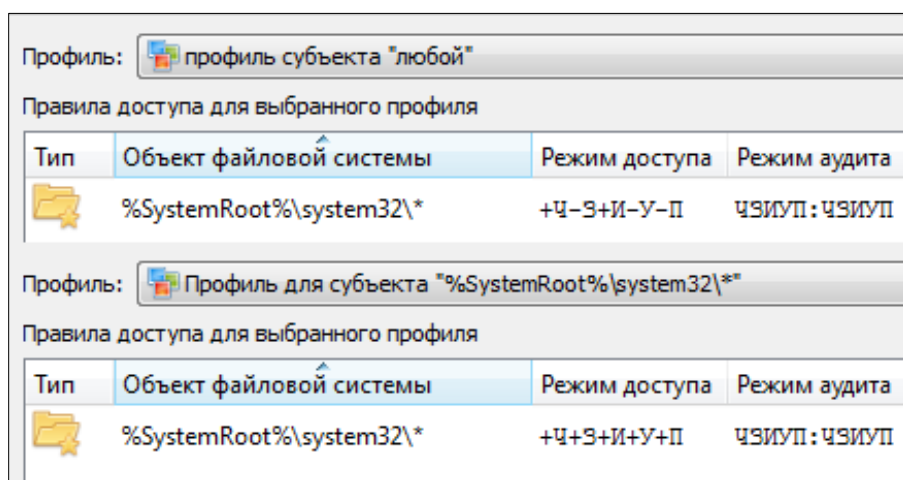 Профиль: профиль субъекта "любой"
Правила доступа для выбранного профиля
Тип Объект файловой системы Режим доступа Режим аудита
%SystemRoot%\system32\* +Ч-З+И-У-П ЧЗИУП:ЧЗИУП
Профиль: Профиль для субъекта "%SystemRoot%\system32\*"
Правила доступа для выбранного профиля
Тип Объект файловой системы Режим доступа Режим аудита
%SystemRoot%\system32\* +Ч+З+И+У+П ЧЗИУП:ЧЗИУП